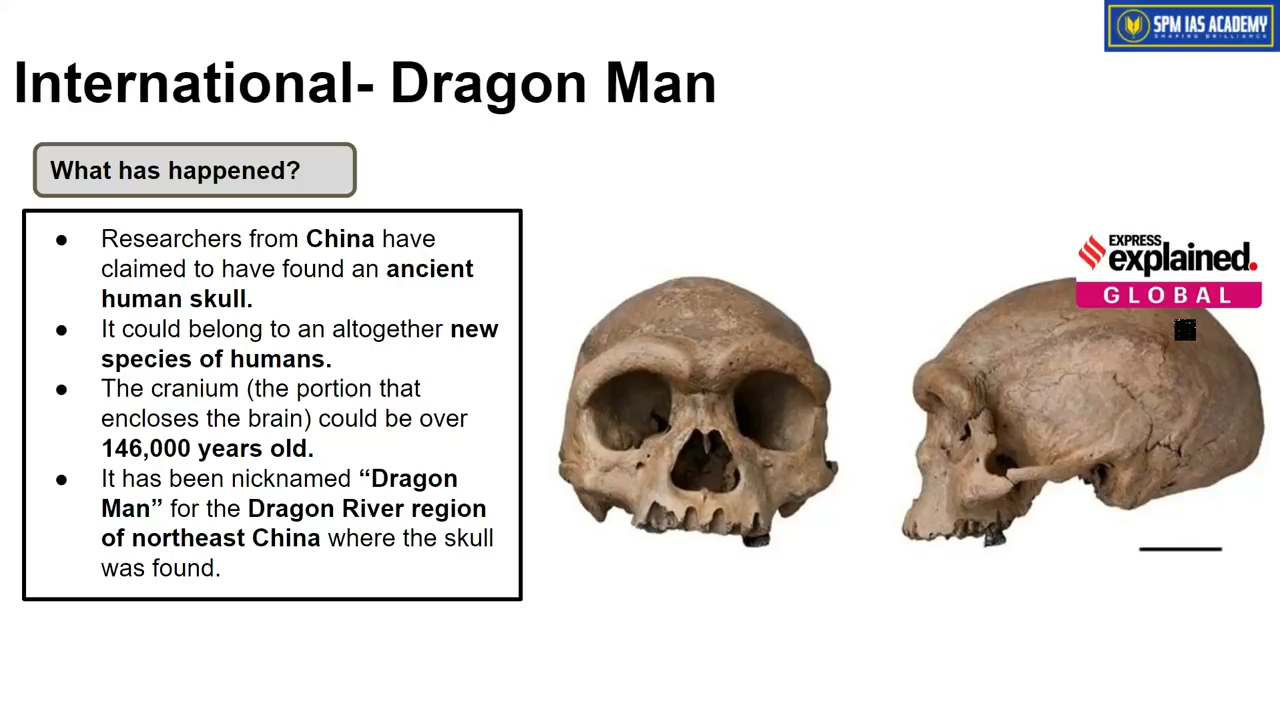 SPM IAS ACADEMY
SHAPING BRILLIANCE
International- Dragon Man
What has happened?
● Researchers from China have
claimed to have found an ancient
human skull.
● It could belong to an altogether new
species of humans.
● The cranium (the portion that
encloses the brain) could be over
146,000 years old.
● It has been nicknamed “Dragon
Man” for the Dragon River region
of northeast China where the skull
was found.
EXPRESS
explained.
GLOBAL